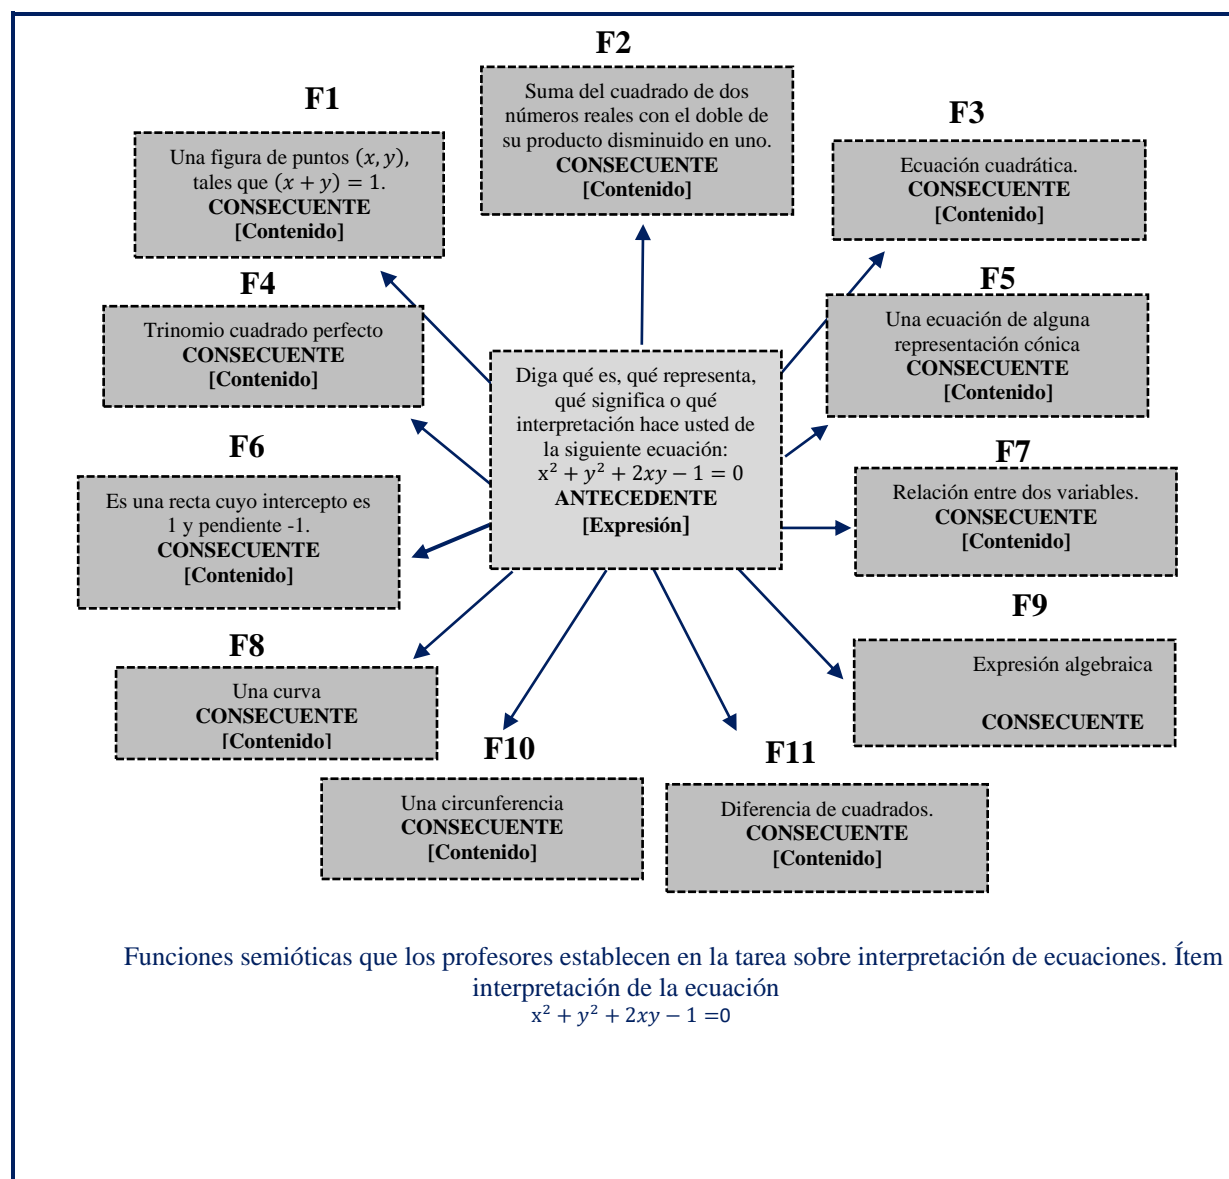 F2
Suma del cuadrado de dos
números reales con el doble de
su producto disminuido en uno.
CONSECUENTE
[Contenido]
F1
Una figura de puntos (𝑥, 𝑦),
tales que (𝑥 + 𝑦) = 1.
CONSECUENTE
[Contenido]
F3
Ecuación cuadrática.
CONSECUENTE
[Contenido]
F4
Trinomio cuadrado perfecto
CONSECUENTE
[Contenido]
F5
Una ecuación de alguna
representación cónica
CONSECUENTE
[Contenido]
Diga qué es, qué representa,
qué significa o qué
interpretación hace usted de
la siguiente ecuación:
x² + 𝑦² + 2𝑥𝑦 − 1 = 0
ANTECEDENTE
[Expresión]
F6
Es una recta cuyo intercepto es
1 y pendiente -1.
CONSECUENTE
[Contenido]
F7
Relación entre dos variables.
CONSECUENTE
[Contenido]
F8
Una curva
CONSECUENTE
[Contenido]
F9
Expresión algebraica
CONSECUENTE
F10
Una circunferencia
CONSECUENTE
[Contenido]
F11
Diferencia de cuadrados.
CONSECUENTE
[Contenido]
Funciones semióticas que los profesores establecen en la tarea sobre interpretación de ecuaciones. Ítem
interpretación de la ecuación
x² + 𝑦² + 2𝑥𝑦 − 1 =0